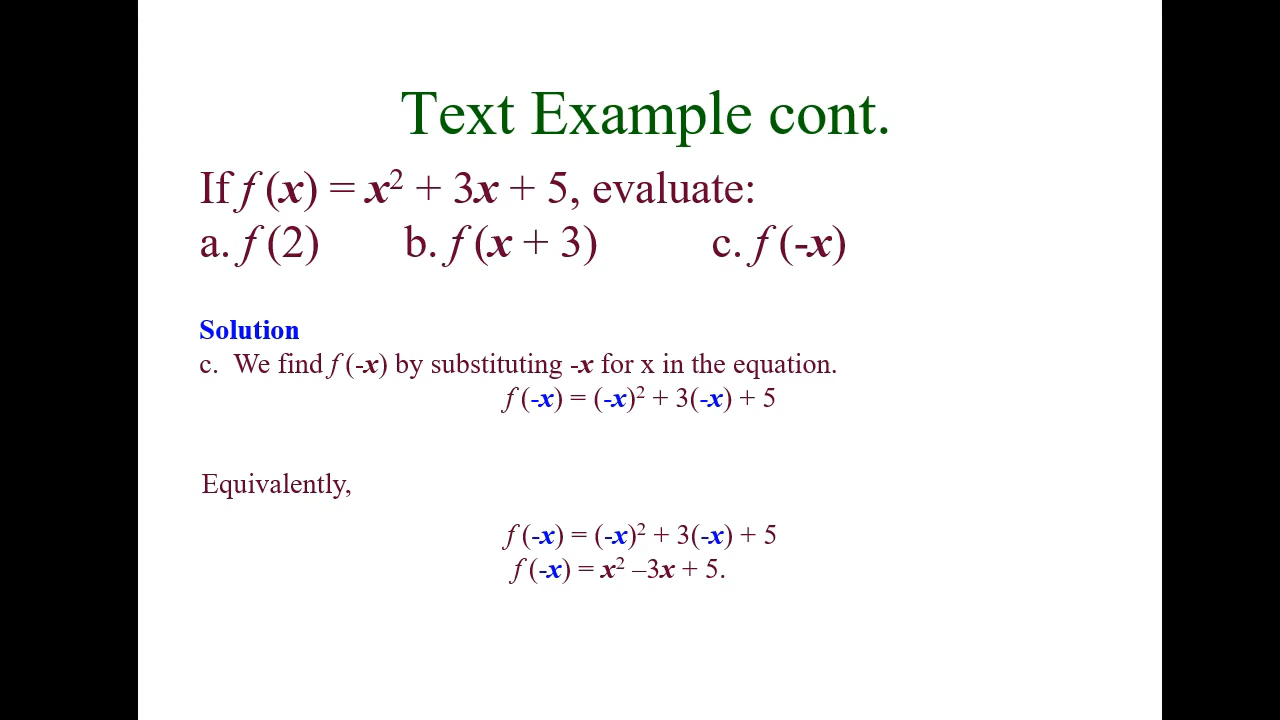 Text Example cont.
If f (x) = x² + 3x + 5, evaluate:
a. f (2) b. f (x + 3) c. f (-x)
Solution
c. We find f (-x) by substituting -x for x in the equation.
f (-x) = (-x)² + 3(-x) + 5
Equivalently,
f (-x) = (-x)² + 3(-x) + 5
f (-x) = x² –3x + 5.